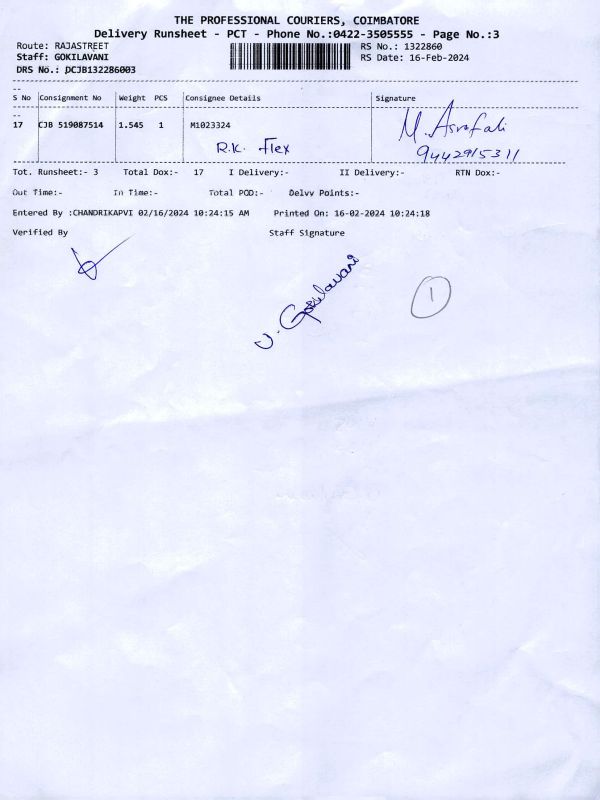 THE PROFESSIONAL COURIERS, COIMBATORE
Delivery Runsheet - PCT - Phone No.:0422-3505555 - Page No.:3
Route: RAJASTREET RS No.: 1322860
Staff: GOKILAVANI RS Date: 16-Feb-2024
DRS No.: DCJB132286003
S No Consignment No Weight PCS Consignee Details Signature
17 CJB 519087514 1.545 1 M1023324 M. Asrafali
R.K. Flex 9442915311
Tot. Runsheet:- 3 Total Dox:- 17 I Delivery:- II Delivery:- RTN Dox:-
Out Time:- In Time:- Total POD:- Delvy Points:-
Entered By :CHANDRIKAPVI 02/16/2024 10:24:15 AM Printed On: 16-02-2024 10:24:18
Verified By Staff Signature
U. Gokilavani
1